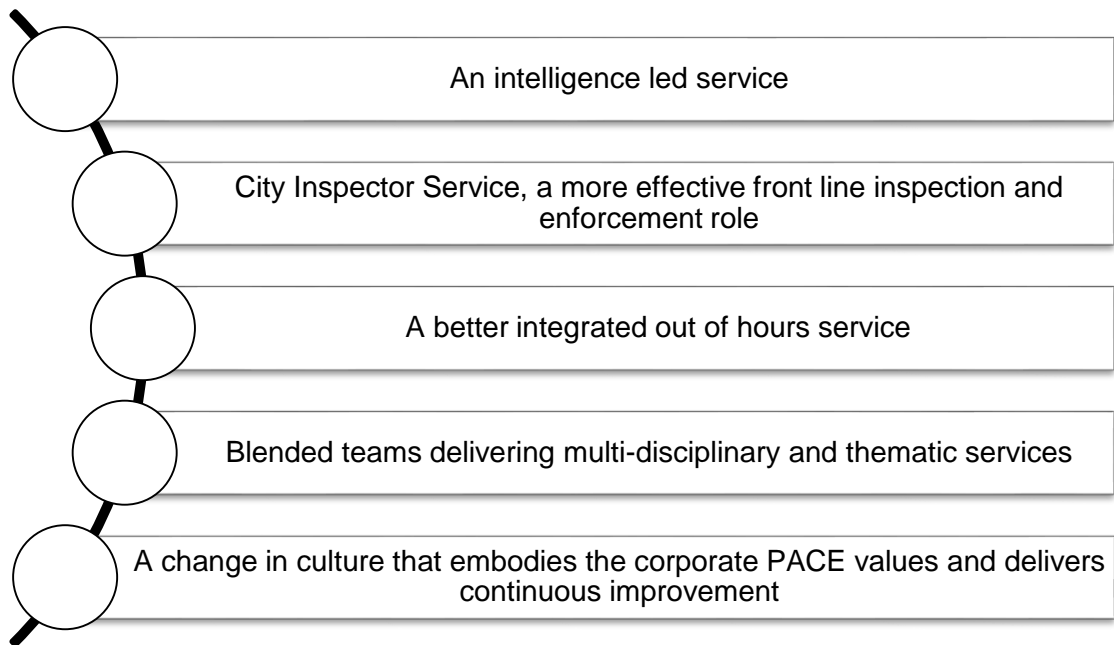 An intelligence led service
City Inspector Service, a more effective front line inspection and
enforcement role
A better integrated out of hours service
Blended teams delivering multi-disciplinary and thematic services
A change in culture that embodies the corporate PACE values and delivers
continuous improvement